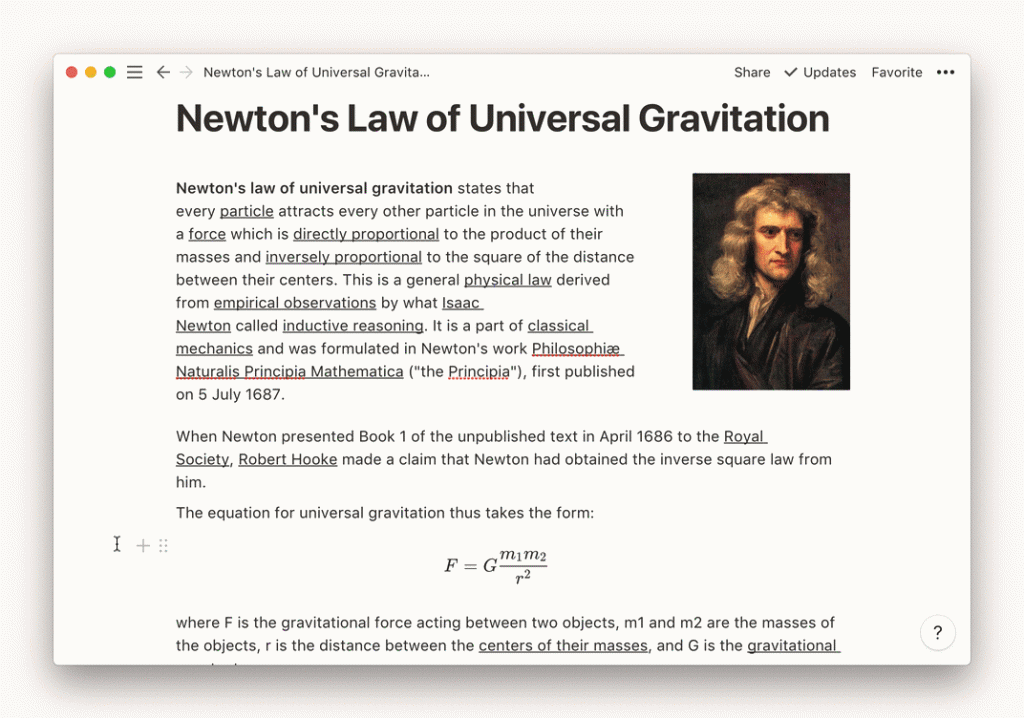 Newton's Law of Universal Gravita...
Share ✓ Updates Favorite •••
Newton's Law of Universal Gravitation
Newton's law of universal gravitation states that
every particle attracts every other particle in the universe with
a force which is directly proportional to the product of their
masses and inversely proportional to the square of the distance
between their centers. This is a general physical law derived
from empirical observations by what Isaac
Newton called inductive reasoning. It is a part of classical
mechanics and was formulated in Newton's work Philosophiæ
Naturalis Principia Mathematica ("the Principia"), first published
on 5 July 1687.
When Newton presented Book 1 of the unpublished text in April 1686 to the Royal
Society, Robert Hooke made a claim that Newton had obtained the inverse square law from
him.
The equation for universal gravitation thus takes the form:
F = G m₁m₂ / r²
where F is the gravitational force acting between two objects, m1 and m2 are the masses of
the objects, r is the distance between the centers of their masses, and G is the gravitational
?